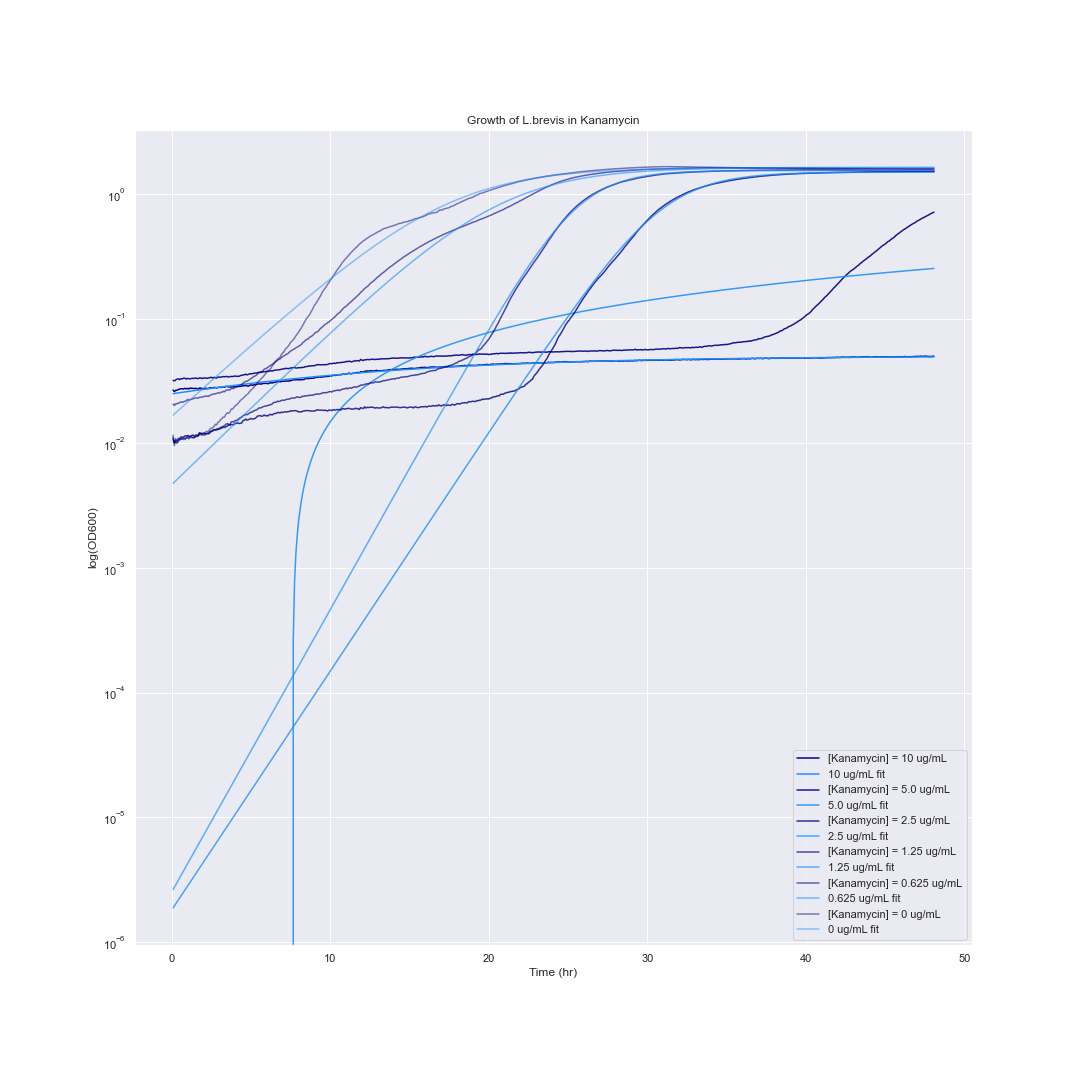 Growth of L.brevis in Kanamycin
log(OD600)
10⁰
10⁻¹
10⁻²
10⁻³
10⁻⁴
10⁻⁵
10⁻⁶
[Kanamycin] = 10 ug/mL
10 ug/mL fit
[Kanamycin] = 5.0 ug/mL
5.0 ug/mL fit
[Kanamycin] = 2.5 ug/mL
2.5 ug/mL fit
[Kanamycin] = 1.25 ug/mL
1.25 ug/mL fit
[Kanamycin] = 0.625 ug/mL
0.625 ug/mL fit
[Kanamycin] = 0 ug/mL
0 ug/mL fit
0 10 20 30 40 50
Time (hr)